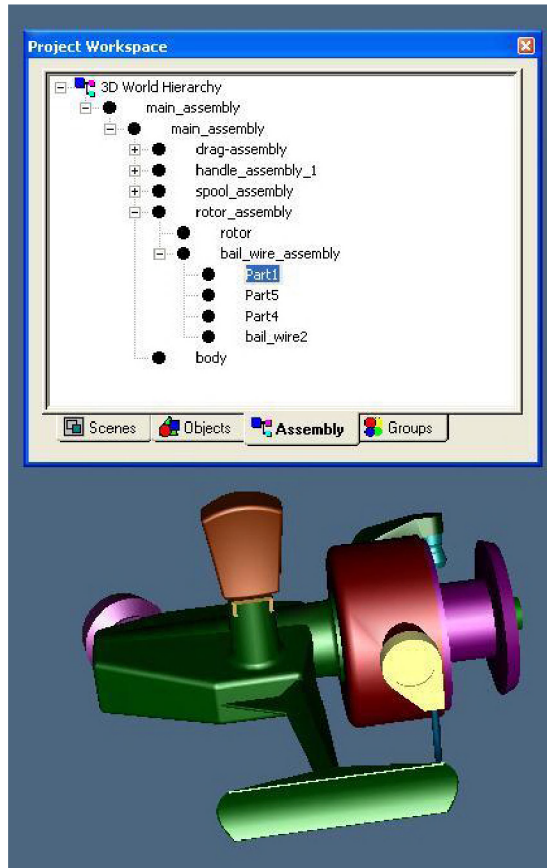 Project Workspace
3D World Hierarchy
main_assembly
main_assembly
drag-assembly
handle_assembly_1
spool_assembly
rotor_assembly
rotor
bail_wire_assembly
Part1
Part5
Part4
bail_wire2
body
Scenes Objects Assembly Groups